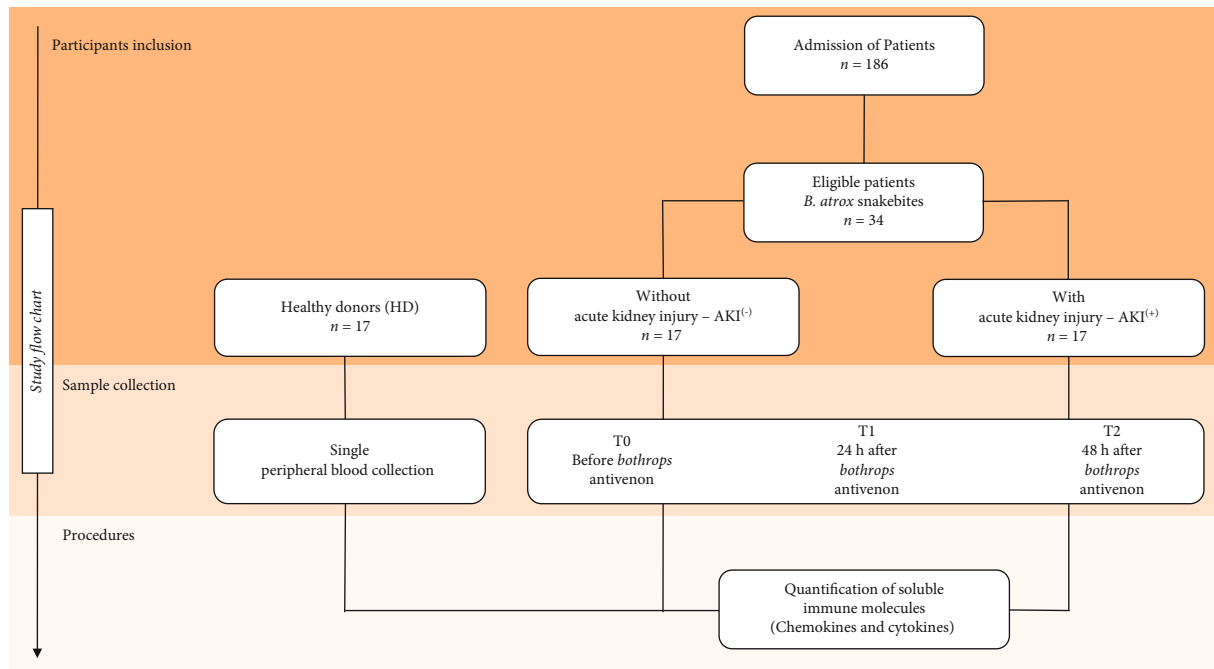 Participants inclusion
Admission of Patients
n = 186
Eligible patients
B. atrox snakebites
n = 34
Healthy donors (HD)
n = 17
Without
acute kidney injury – AKI(-)
n = 17
With
acute kidney injury – AKI(+)
n = 17
Study flow chart
Sample collection
Single
peripheral blood collection
T0
Before bothrops
antivenon
T1
24 h after
bothrops
antivenon
T2
48 h after
bothrops
antivenon
Procedures
Quantification of soluble
immune molecules
(Chemokines and cytokines)